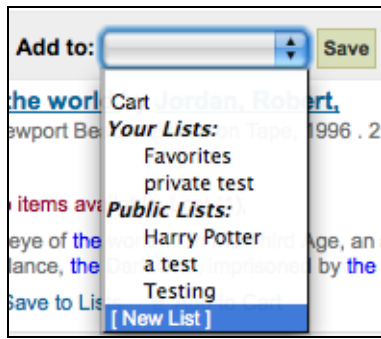 Add to: Save
the worl Jordan, Robert,
ewport Be on Tape, 1996 . 2
Cart
Your Lists:
Favorites
private test
items ava
Public Lists:
Harry Potter
eye of the Age, an
a test
lance, the imprisoned by the
Testing
Save to Lis Cart
[ New List ]